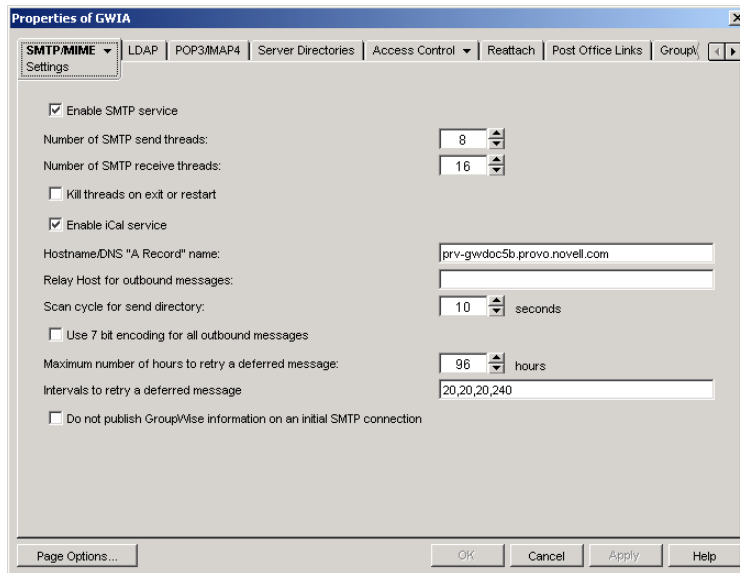 Properties of GWIA
SMTP/MIME LDAP POP3/IMAP4 Server Directories Access Control Reattach Post Office Links
Settings
Enable SMTP service
Number of SMTP send threads: 8
Number of SMTP receive threads: 16
Kill threads on exit or restart
Enable iCal service
Hostname/DNS "A Record" name: prv-gwdoc5b.provo.novell.com
Relay Host for outbound messages:
Scan cycle for send directory: 10 seconds
Use 7 bit encoding for all outbound messages
Maximum number of hours to retry a deferred message: 96 hours
Intervals to retry a deferred message 20,20,20,240
Do not publish GroupWise information on an initial SMTP connection
Page Options... OK Cancel Apply Help